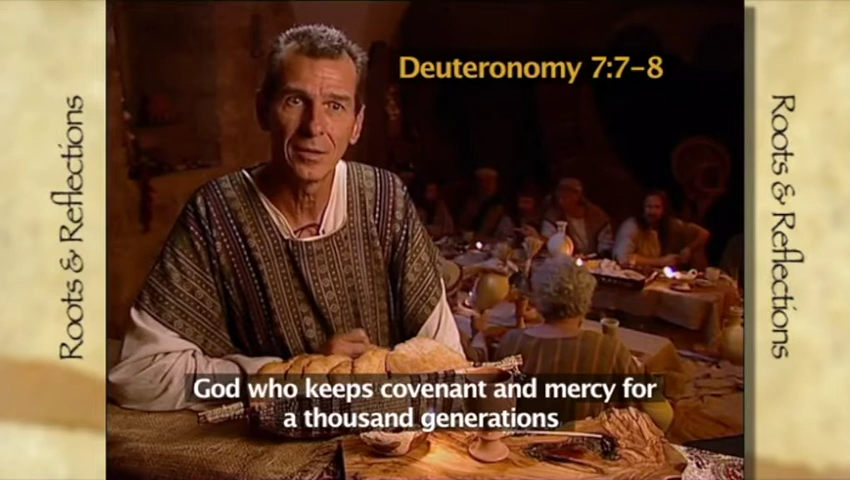 Roots & Reflections
Deuteronomy 7:7–8
God who keeps covenant and mercy for
a thousand generations
Roots & Reflections